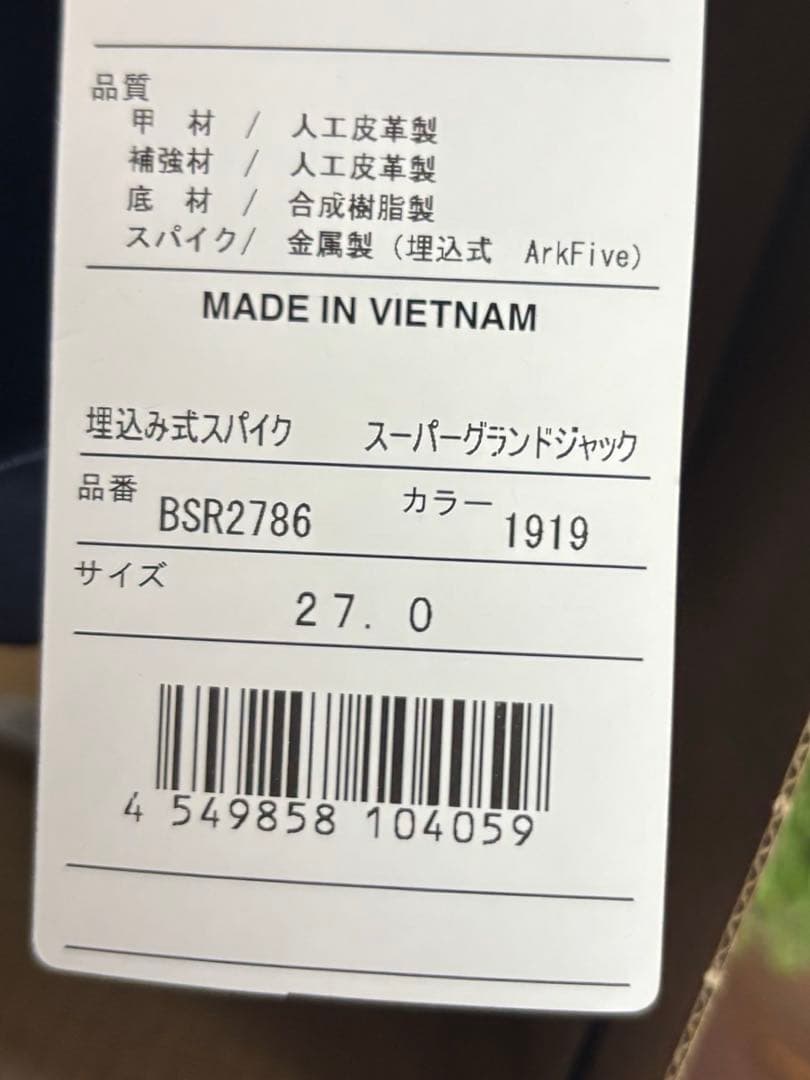 品質
甲　材　/　人工皮革製
補強材　/　人工皮革製
底　材　/　合成樹脂製
スパイク/　金属製（埋込式　ArkFive）
MADE IN VIETNAM
埋込み式スパイク　スーパーグランドジャック
品番　BSR2786　カラー　1919
サイズ
27. 0
4 549858 104059